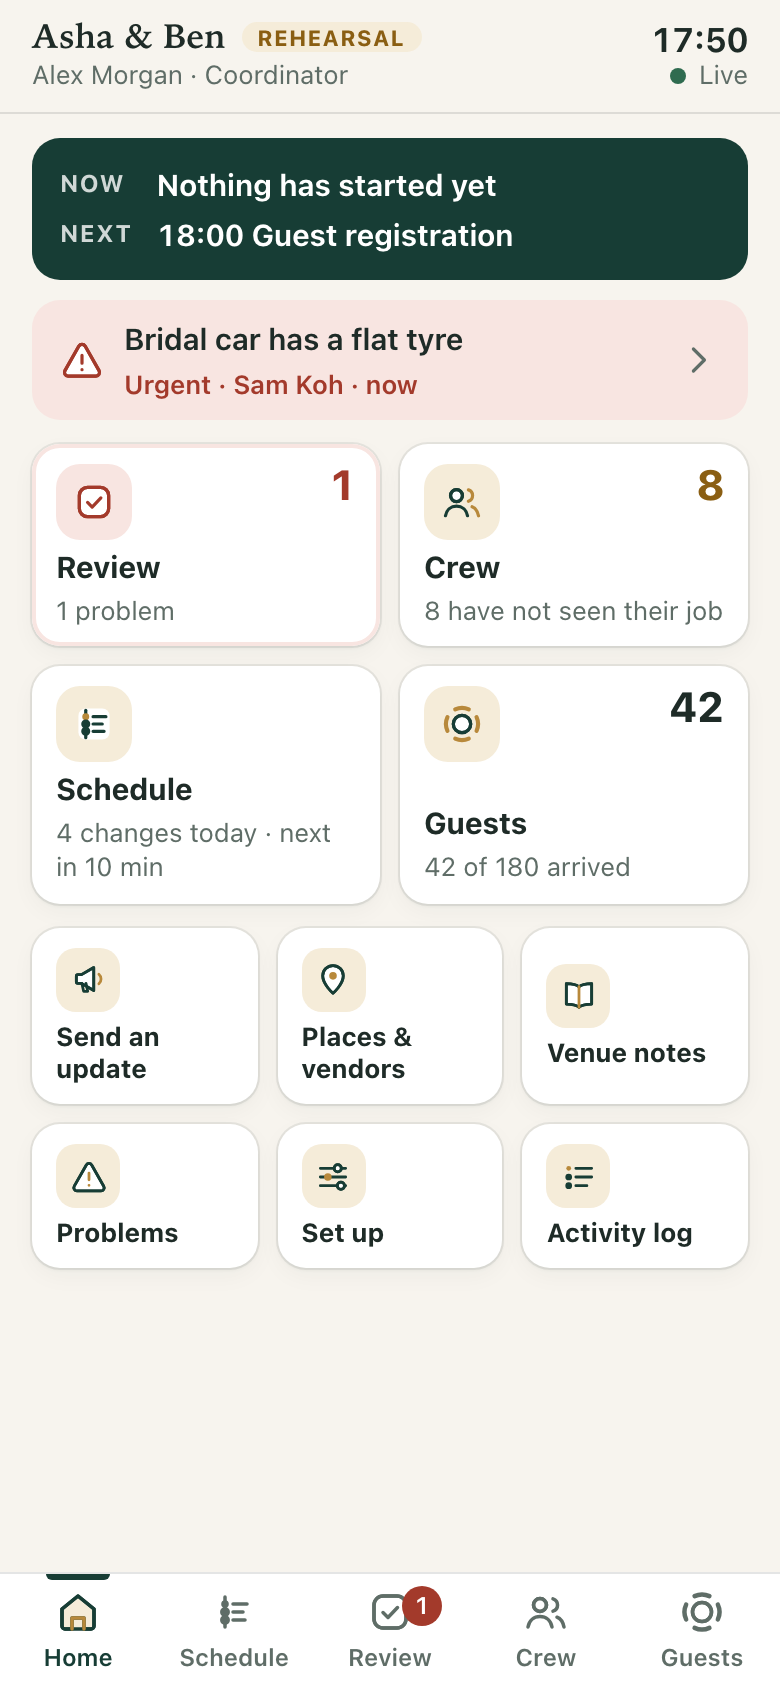 Asha & Ben REHEARSAL 17:50
Alex Morgan · Coordinator Live
NOW Nothing has started yet
NEXT 18:00 Guest registration
Bridal car has a flat tyre
Urgent · Sam Koh · now
1
Review
1 problem
8
Crew
8 have not seen their job
Schedule
4 changes today · next
in 10 min
42
Guests
42 of 180 arrived
Send an
update
Places &
vendors
Venue notes
Problems
Set up
Activity log
1
Home
Schedule
Review
Crew
Guests